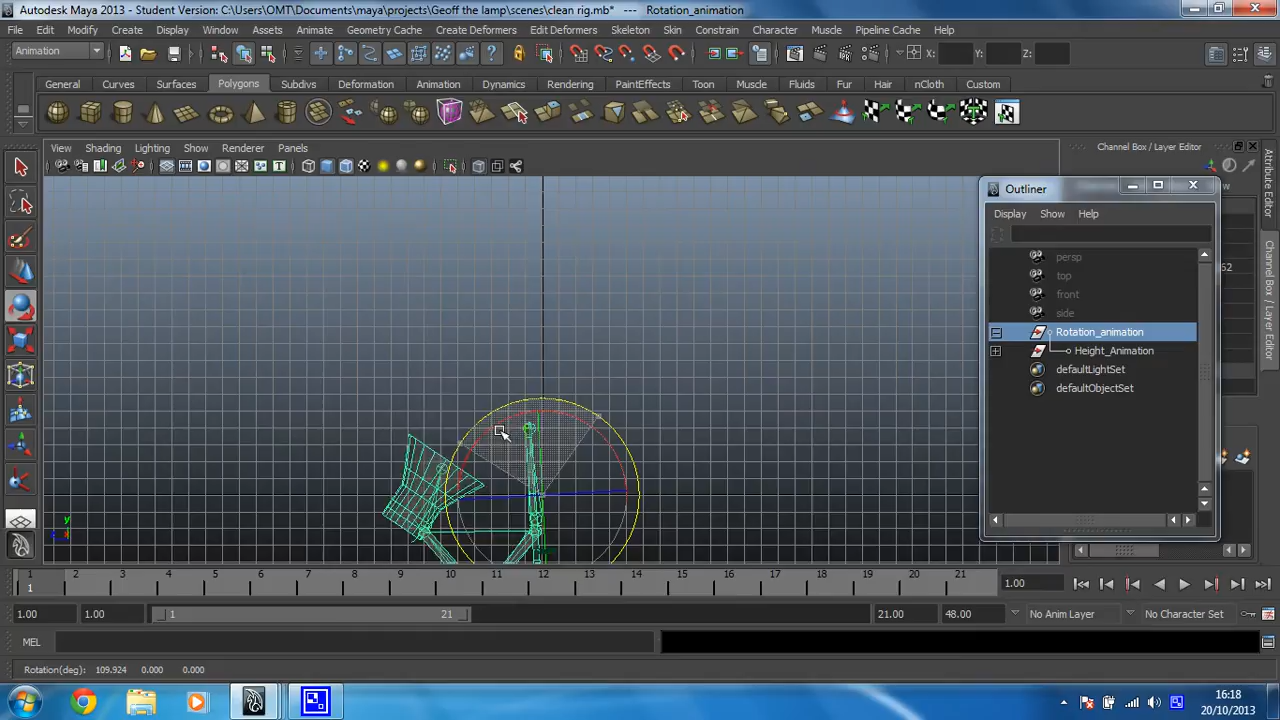 Autodesk Maya 2013 - Student Version: C:\Users\OMT\Documents\maya\projects\Geoff the lamp\scenes\clean rig.mb* --- Rotation_animation
File Edit Modify Create Display Window Assets Animate Geometry Cache Create Deformers Edit Deformers Skeleton Skin Constrain Character Muscle Pipeline Cache Help
Animation X: Y: Z:
General Curves Surfaces Polygons Subdivs Deformation Animation Dynamics Rendering PaintEffects Toon Muscle Fluids Fur Hair nCloth Custom
View Shading Lighting Show Renderer Panels
Channel Box / Layer Editor
Attribute Editor
Channel Box / Layer Editor
Outliner
Display Show Help
persp
top
front
side
Rotation_animation
Height_Animation
defaultLightSet
defaultObjectSet
y
1 2 3 4 5 6 7 8 9 10 11 12 13 14 15 16 17 18 19 20 21
1 1.00
1.00 1.00 1 21 21.00 48.00 No Anim Layer No Character Set
MEL
Rotation(deg): 109.924 0.000 0.000
16:18
20/10/2013